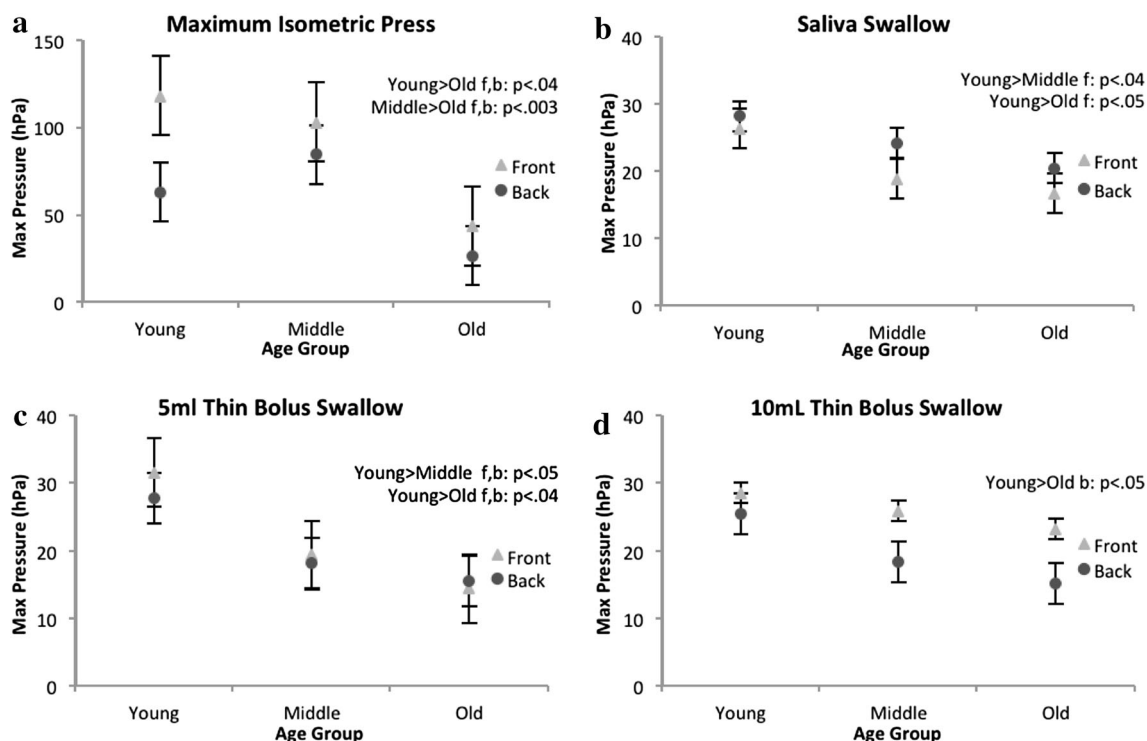 a
Maximum Isometric Press
150
100
50
0
Max Pressure (hPa)
Young>Old f,b: p<.04
Middle>Old f,b: p<.003
Front
Back
Young Middle Old
Age Group
b
Saliva Swallow
40
30
20
10
0
Max Pressure (hPa)
Young>Middle f: p<.04
Young>Old f: p<.05
Front
Back
Young Middle Old
Age Group
c
5ml Thin Bolus Swallow
40
30
20
10
0
Max Pressure (hPa)
Young>Middle f,b: p<.05
Young>Old f,b: p<.04
Front
Back
Young Middle Old
Age Group
d
10mL Thin Bolus Swallow
40
30
20
10
0
Max Pressure (hPa)
Young>Old b: p<.05
Front
Back
Young Middle Old
Age Group